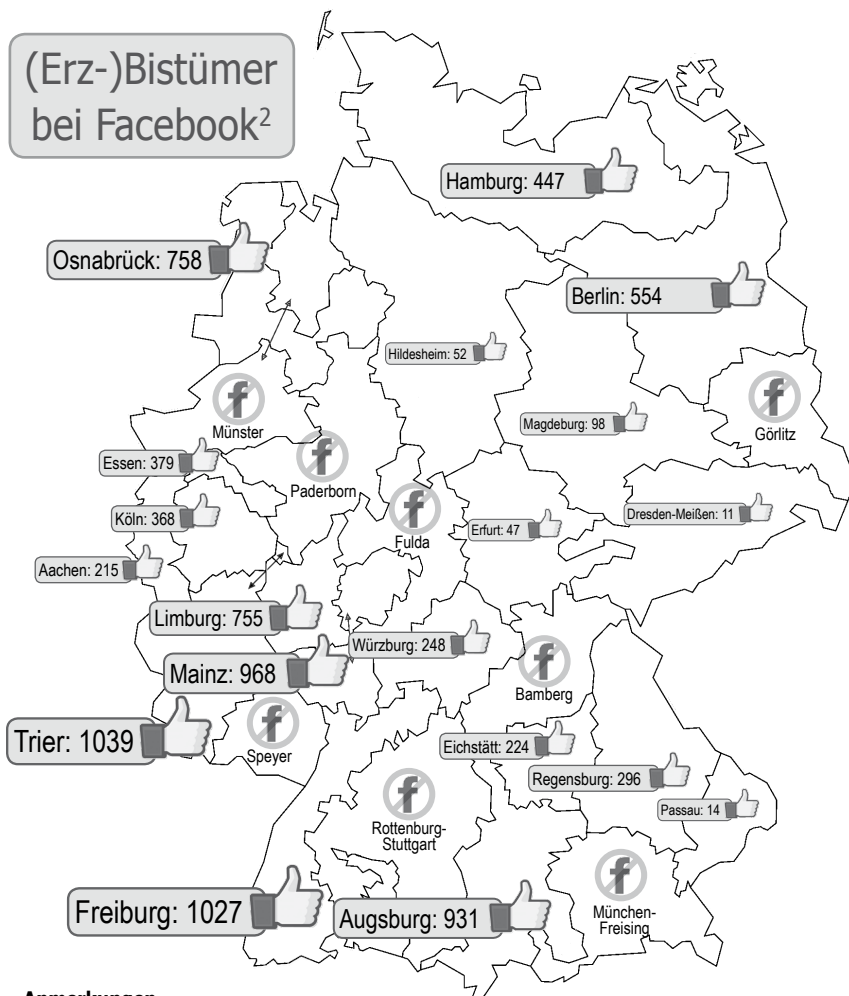 (Erz-)Bistümer
bei Facebook²
Hamburg: 447
Osnabrück: 758
Berlin: 554
Hildesheim: 52
Münster
Magdeburg: 98
Görlitz
Essen: 379
Paderborn
Köln: 368
Fulda
Erfurt: 47
Dresden-Meißen: 11
Aachen: 215
Limburg: 755
Würzburg: 248
Mainz: 968
Bamberg
Trier: 1039
Speyer
Eichstätt: 224
Regensburg: 296
Passau: 14
Rottenburg-
Stuttgart
Freiburg: 1027
Augsburg: 931
München-
Freising